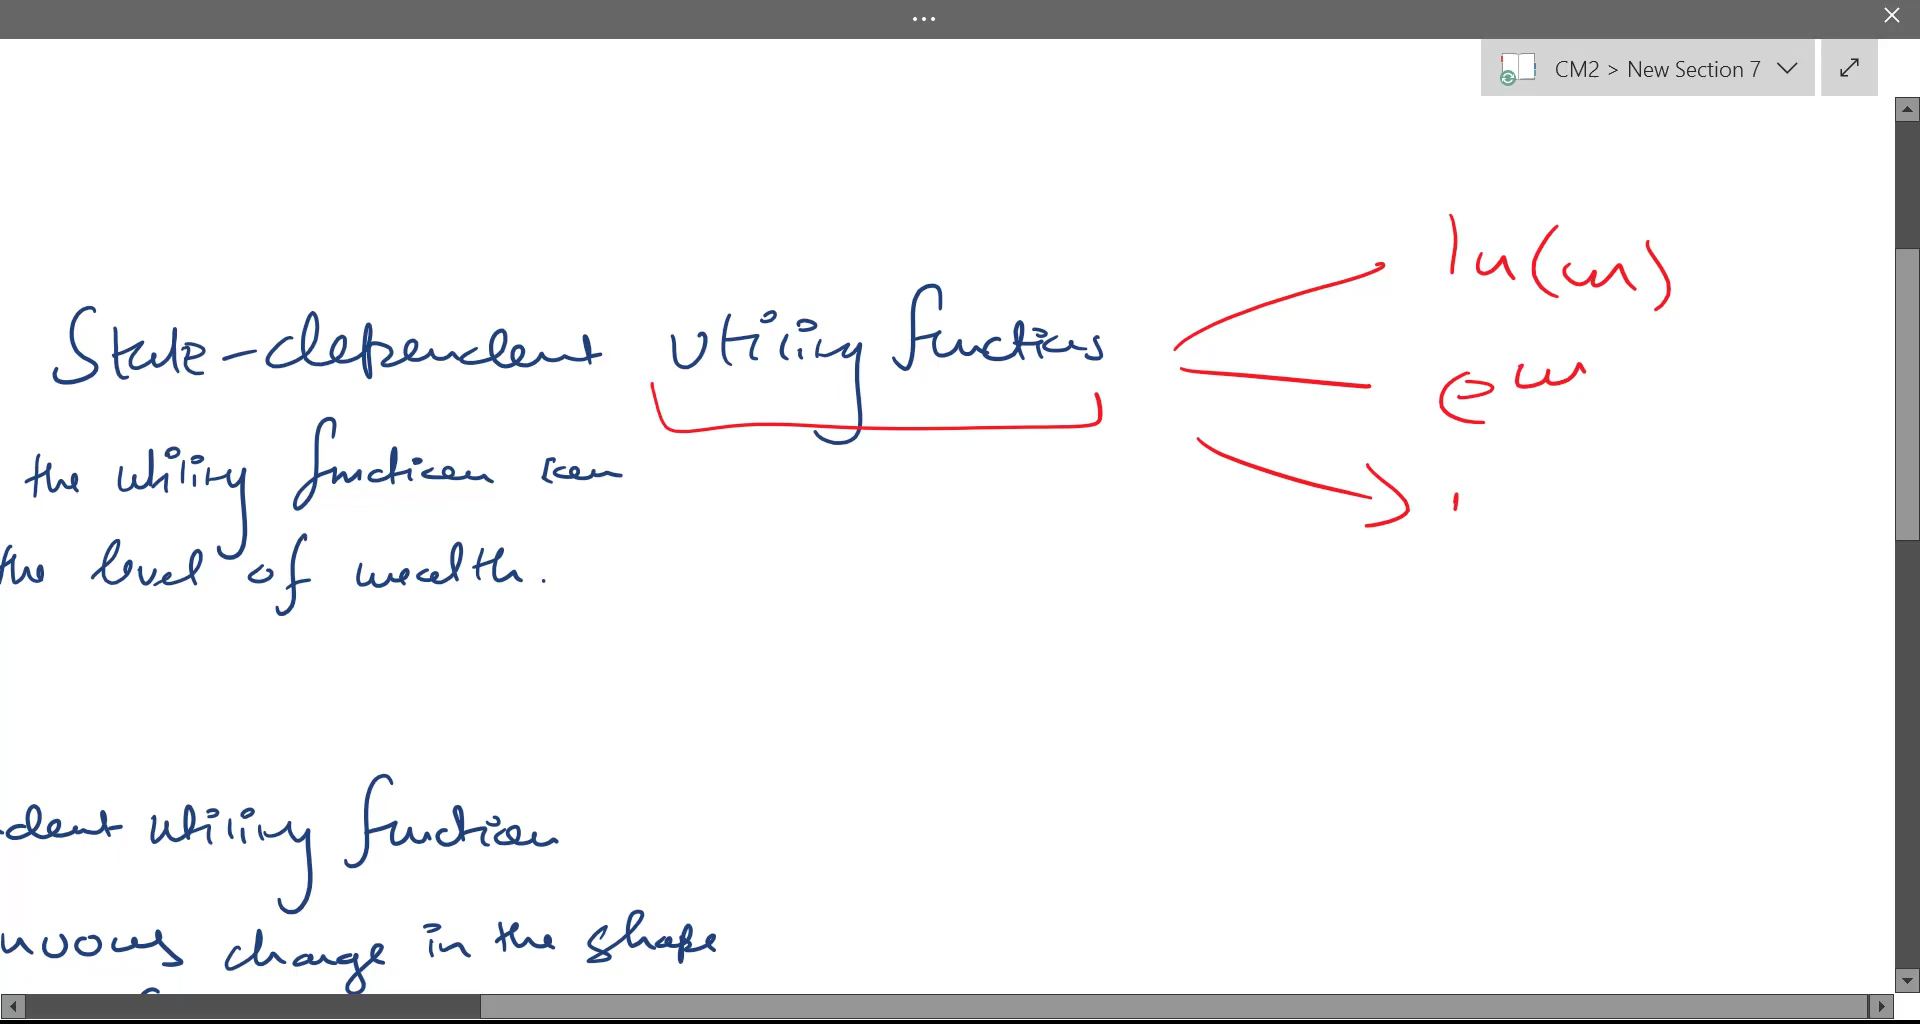 CM2 > New Section 7
ln(w)
State-dependent utility functions
e^w
the utility function can
the level of wealth.
dent utility function
nuous change in the shape